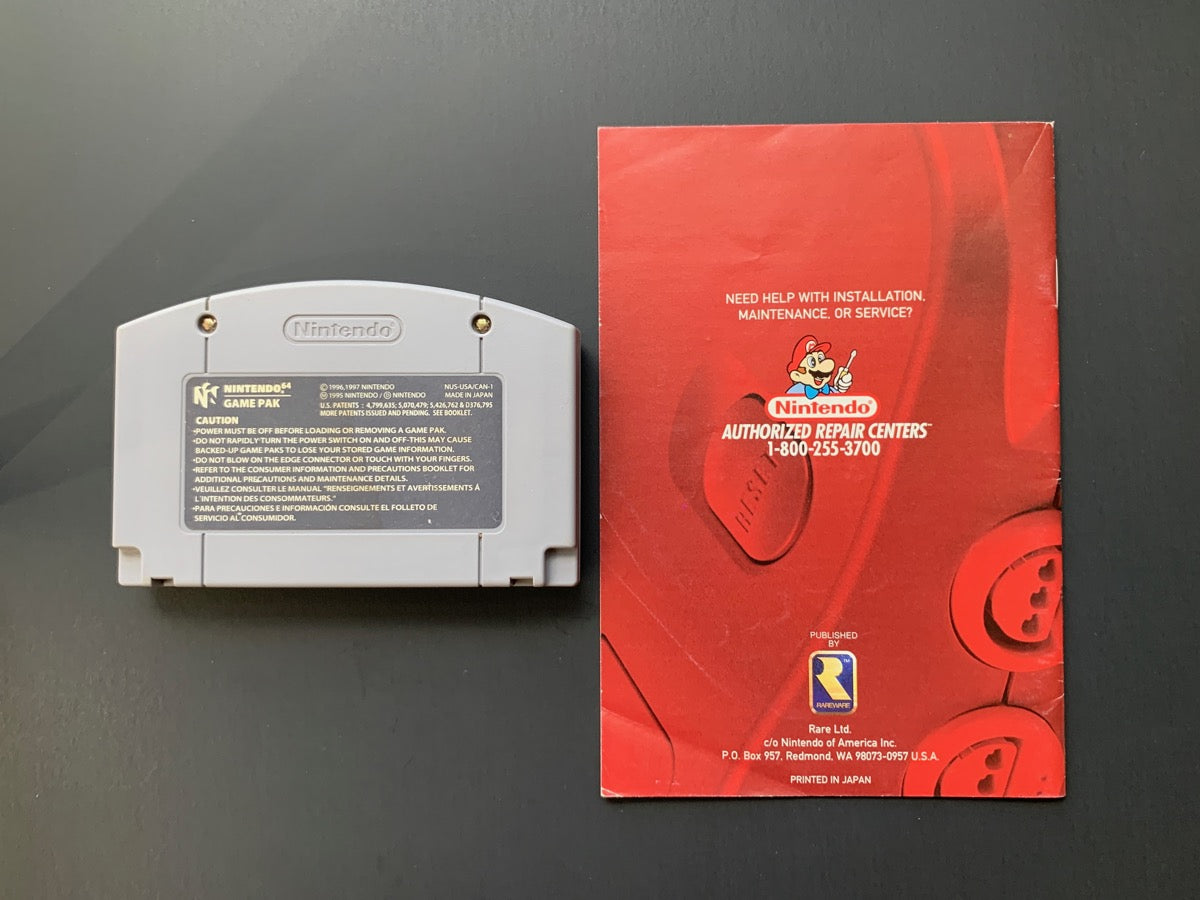 Nintendo®
NINTENDO64
GAME PAK
© 1996,1997 NINTENDO
Ⓜ 1995 NINTENDO / Ⓓ NINTENDO
NUS-USA/CAN-1
MADE IN JAPAN
U.S. PATENTS : 4,799,635; 5,070,479; 5,426,762 & D376,795
MORE PATENTS ISSUED AND PENDING. SEE BOOKLET.
CAUTION
•POWER MUST BE OFF BEFORE LOADING OR REMOVING A GAME PAK.
•DO NOT RAPIDLY TURN THE POWER SWITCH ON AND OFF-THIS MAY CAUSE
BACKED-UP GAME PAKS TO LOSE YOUR STORED GAME INFORMATION.
•DO NOT BLOW ON THE EDGE CONNECTOR OR TOUCH WITH YOUR FINGERS.
•REFER TO THE CONSUMER INFORMATION AND PRECAUTIONS BOOKLET FOR
ADDITIONAL PRECAUTIONS AND MAINTENANCE DETAILS.
•VEUILLEZ CONSULTER LE MANUAL "RENSEIGNEMENTS ET AVERTISSEMENTS À
L'INTENTION DES CONSOMMATEURS."
•PARA PRECAUCIONES E INFORMACIÓN CONSULTE EL FOLLETO DE
SERVICIO AL CONSUMIDOR.
NEED HELP WITH INSTALLATION,
MAINTENANCE, OR SERVICE?
Nintendo®
AUTHORIZED REPAIR CENTERS™
1-800-255-3700
RESET
PUBLISHED
BY
R™
RAREWARE
Rare Ltd.
c/o Nintendo of America Inc.
P.O. Box 957, Redmond, WA 98073-0957 U.S.A.
PRINTED IN JAPAN